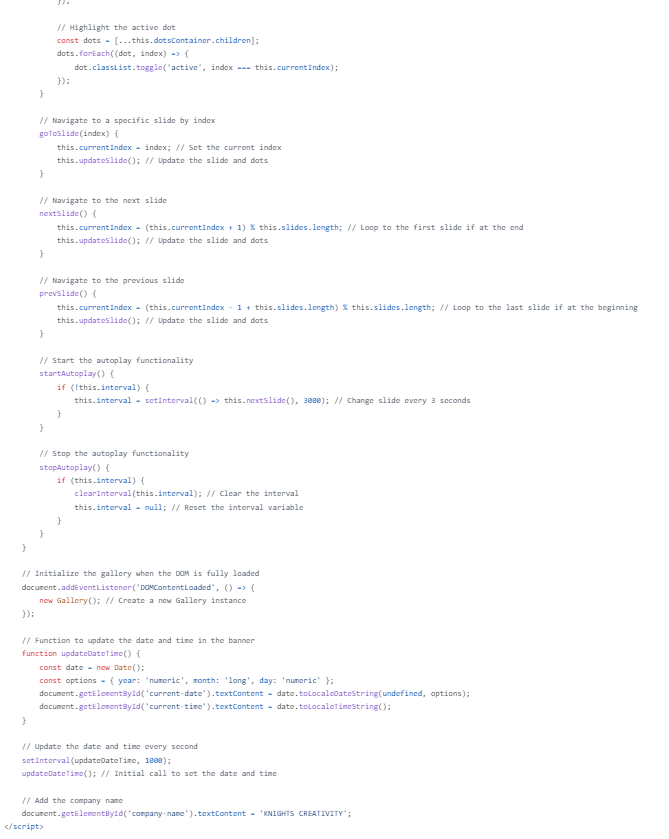 });
// Highlight the active dot
const dots = [...this.dotsContainer.children];
dots.forEach((dot, index) => {
dot.classList.toggle('active', index === this.currentIndex);
});
}
// Navigate to a specific slide by index
goToSlide(index) {
this.currentIndex = index; // Set the current index
this.updateSlide(); // Update the slide and dots
}
// Navigate to the next slide
nextSlide() {
this.currentIndex = (this.currentIndex + 1) % this.slides.length; // Loop to the first slide if at the end
this.updateSlide(); // Update the slide and dots
}
// Navigate to the previous slide
prevSlide() {
this.currentIndex = (this.currentIndex - 1 + this.slides.length) % this.slides.length; // Loop to the last slide if at the beginning
this.updateSlide(); // Update the slide and dots
}
// Start the autoplay functionality
startAutoplay() {
if (!this.interval) {
this.interval = setInterval(() => this.nextSlide(), 3000); // Change slide every 3 seconds
}
}
// Stop the autoplay functionality
stopAutoplay() {
if (this.interval) {
clearInterval(this.interval); // Clear the interval
this.interval = null; // Reset the interval variable
}
}
}
// Initialize the gallery when the DOM is fully loaded
document.addEventListener('DOMContentLoaded', () => {
new Gallery(); // Create a new Gallery instance
});
// Function to update the date and time in the banner
function updateDateTime() {
const date = new Date();
const options = { year: 'numeric', month: 'long', day: 'numeric' };
document.getElementById('current-date').textContent = date.toLocaleDateString(undefined, options);
document.getElementById('current-time').textContent = date.toLocaleTimeString();
}
// Update the date and time every second
setInterval(updateDateTime, 1000);
updateDateTime(); // Initial call to set the date and time
// Add the company name
document.getElementById('company-name').textContent = 'KNIGHTS CREATIVITY';
</script>